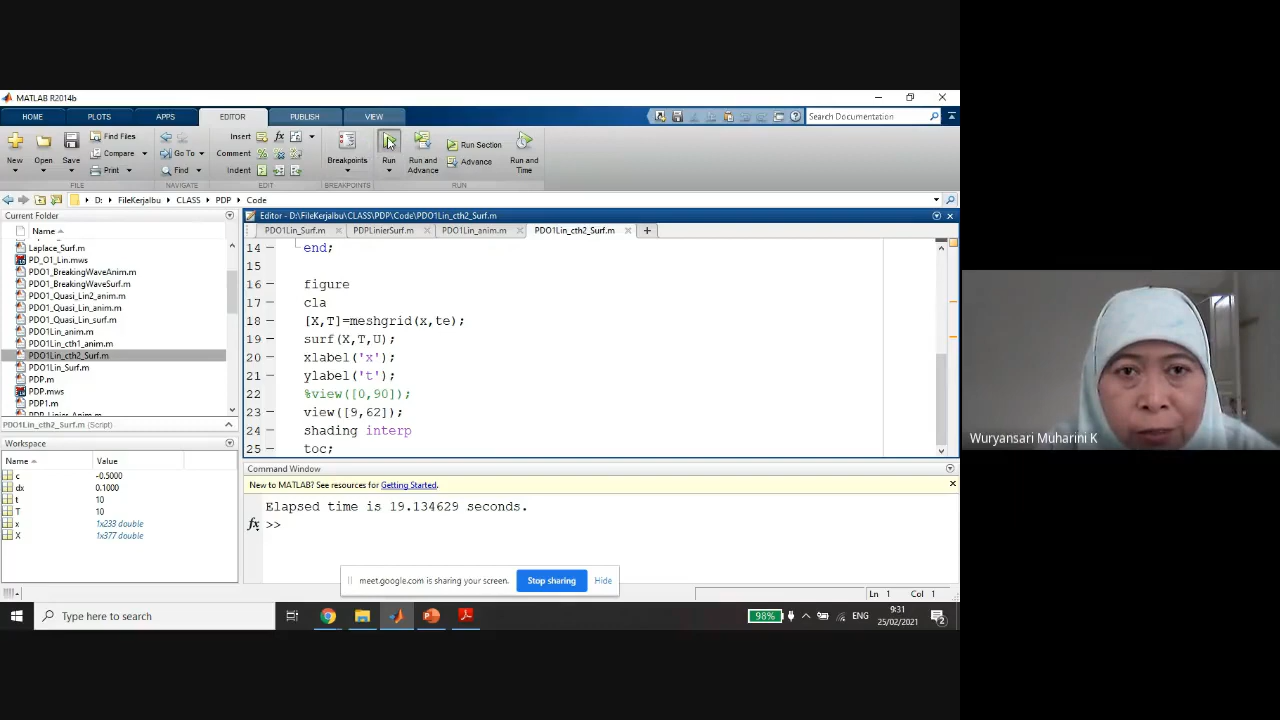 MATLAB R2014b
HOME
PLOTS
APPS
EDITOR
PUBLISH
VIEW
Search Documentation
New
Open
Save
Find Files
Compare
Print
Go To
Find
Insert
Comment
Indent
Breakpoints
Run
Run and
Advance
Run Section
Advance
Run and
Time
FILE
NAVIGATE
EDIT
BREAKPOINTS
RUN
D: FileKerjaIbu CLASS PDP Code
Current Folder
Name
Laplace_Surf.m
PD_O1_Lin.mws
PDO1_BreakingWaveAnim.m
PDO1_BreakingWaveSurf.m
PDO1_Quasi_Lin2_anim.m
PDO1_Quasi_Lin_anim.m
PDO1_Quasi_Lin_surf.m
PDO1Lin_anim.m
PDO1Lin_cth1_anim.m
PDO1Lin_cth2_Surf.m
PDO1Lin_Surf.m
PDP.m
PDP.mws
PDP1.m
PDP_Linier_Anim.m
PDO1Lin_cth2_Surf.m (Script)
Workspace
Name Value
c -0.5000
dx 0.1000
t 10
T 10
x 1x233 double
X 1x377 double
Editor - D:\FileKerjaIbu\CLASS\PDP\Code\PDO1Lin_cth2_Surf.m
PDO1Lin_Surf.m
PDPLinierSurf.m
PDO1Lin_anim.m
PDO1Lin_cth2_Surf.m
14 end;
15
16 figure
17 cla
18 [X,T]=meshgrid(x,te);
19 surf(X,T,U);
20 xlabel('x');
21 ylabel('t');
22 %view([0,90]);
23 view([9,62]);
24 shading interp
25 toc;
Command Window
New to MATLAB? See resources for Getting Started.
Elapsed time is 19.134629 seconds.
fx >>
meet.google.com is sharing your screen.
Stop sharing
Hide
Ln 1 Col 1
Type here to search
98%
ENG
9:31
25/02/2021
2
Wuryansari Muharini K